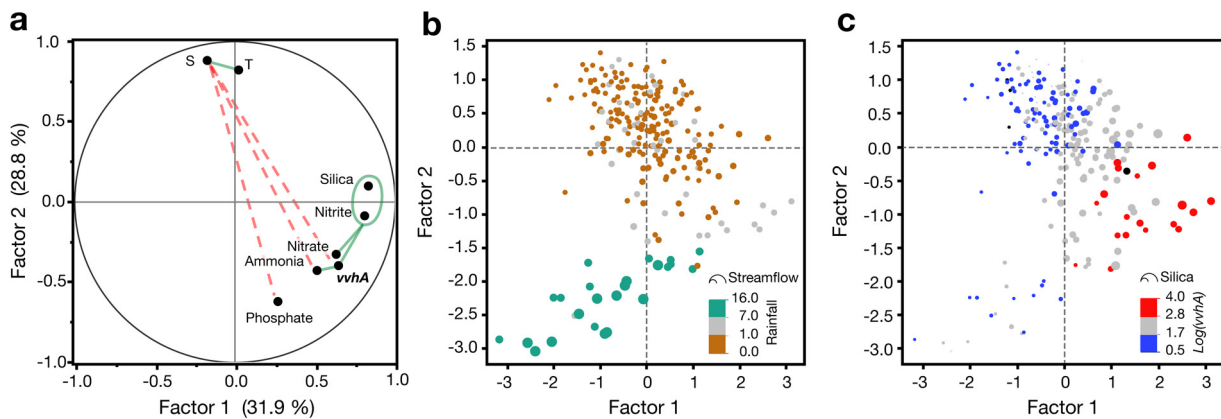 a
1.0
0.5
0.0
-0.5
-1.0
Factor 2 (28.8 %)
S
T
Silica
Nitrite
Nitrate
Ammonia
vvhA
Phosphate
-1.0
-0.5
0.0
0.5
1.0
Factor 1 (31.9 %)
b
1.5
1.0
0.5
0.0
-0.5
-1.0
-1.5
-2.0
-2.5
-3.0
Factor 2
Streamflow
16.0
7.0
1.0
0.0
Rainfall
-3
-2
-1
0
1
2
3
Factor 1
c
1.5
1.0
0.5
0.0
-0.5
-1.0
-1.5
-2.0
-2.5
-3.0
Factor 2
Silica
4.0
2.8
1.7
0.5
Log(vvhA)
-3
-2
-1
0
1
2
3
Factor 1